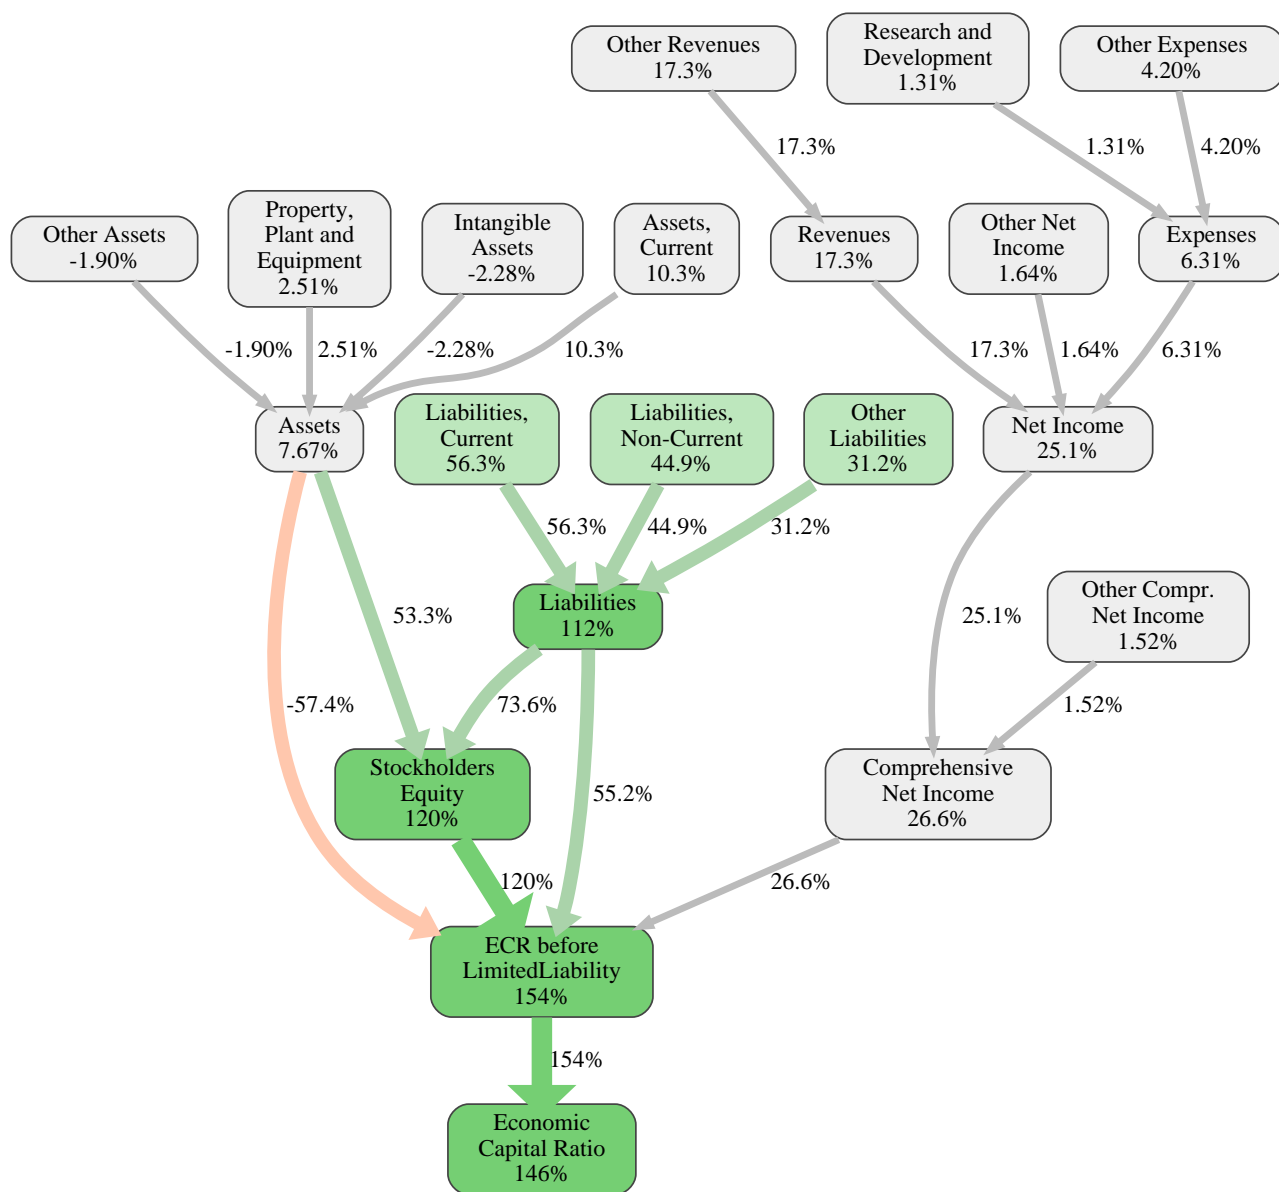 Other Revenues
17.3%
Research and
Development
1.31%
Other Expenses
4.20%
17.3%
1.31%
4.20%
Other Assets
-1.90%
Property,
Plant and
Equipment
2.51%
Intangible
Assets
-2.28%
Assets,
Current
10.3%
Revenues
17.3%
Other Net
Income
1.64%
Expenses
6.31%
-1.90%
2.51%
-2.28%
10.3%
17.3%
1.64%
6.31%
Assets
7.67%
Liabilities,
Current
56.3%
Liabilities,
Non-Current
44.9%
Other
Liabilities
31.2%
Net Income
25.1%
56.3%
44.9%
31.2%
Liabilities
112%
53.3%
25.1%
Other Compr.
Net Income
1.52%
-57.4%
73.6%
1.52%
Stockholders
Equity
120%
55.2%
Comprehensive
Net Income
26.6%
120%
26.6%
ECR before
LimitedLiability
154%
154%
Economic
Capital Ratio
146%